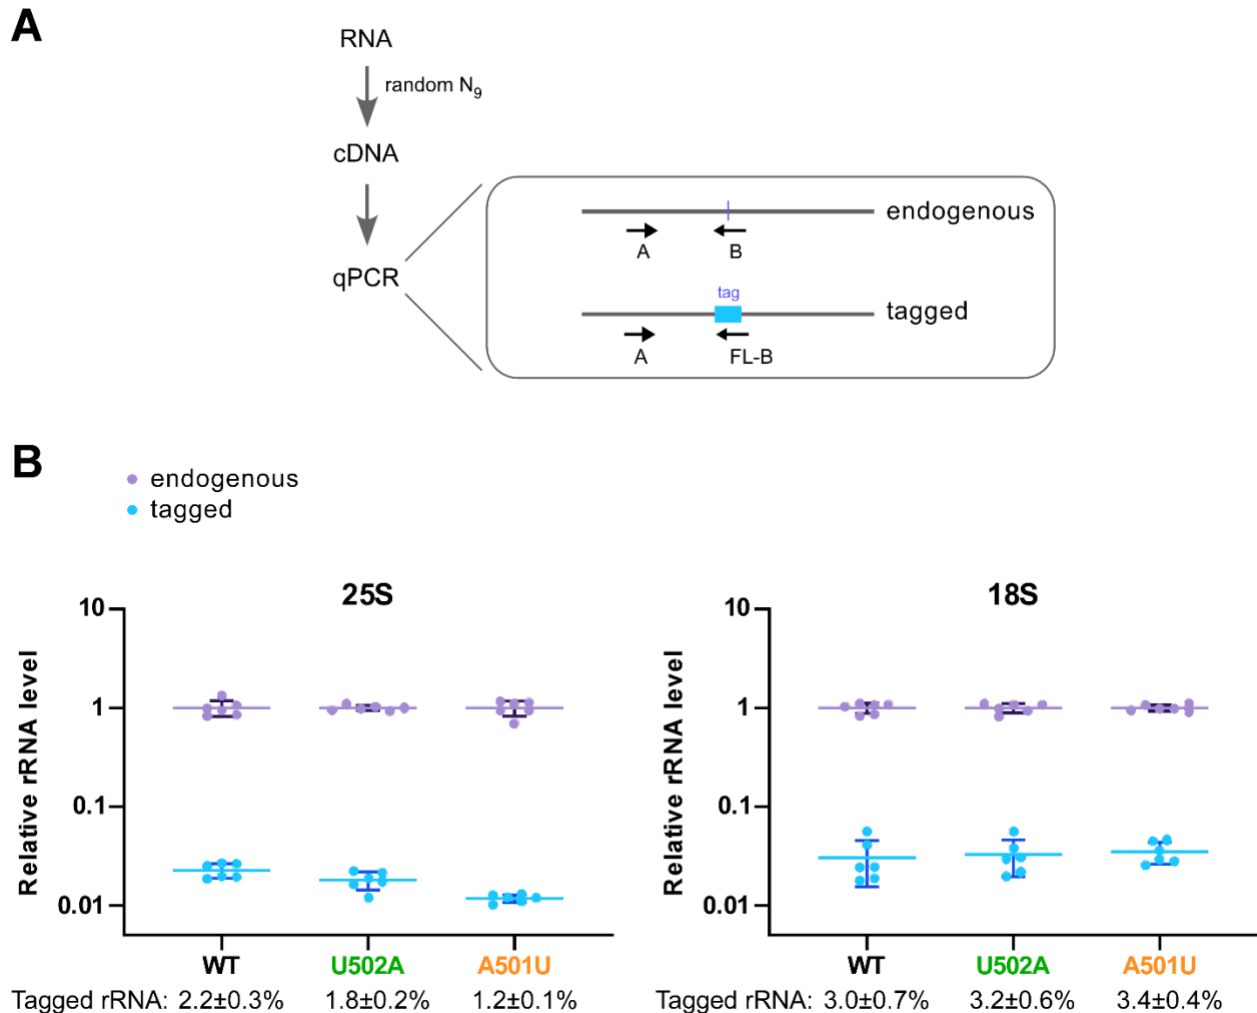 A
RNA
random N9
cDNA
qPCR
endogenous
A B
tag
tagged
A FL-B
B
endogenous
tagged
25S
Relative rRNA level
10
1
0.1
0.01
WT U502A A501U
Tagged rRNA: 2.2±0.3% 1.8±0.2% 1.2±0.1%
18S
Relative rRNA level
10
1
0.1
0.01
WT U502A A501U
Tagged rRNA: 3.0±0.7% 3.2±0.6% 3.4±0.4%